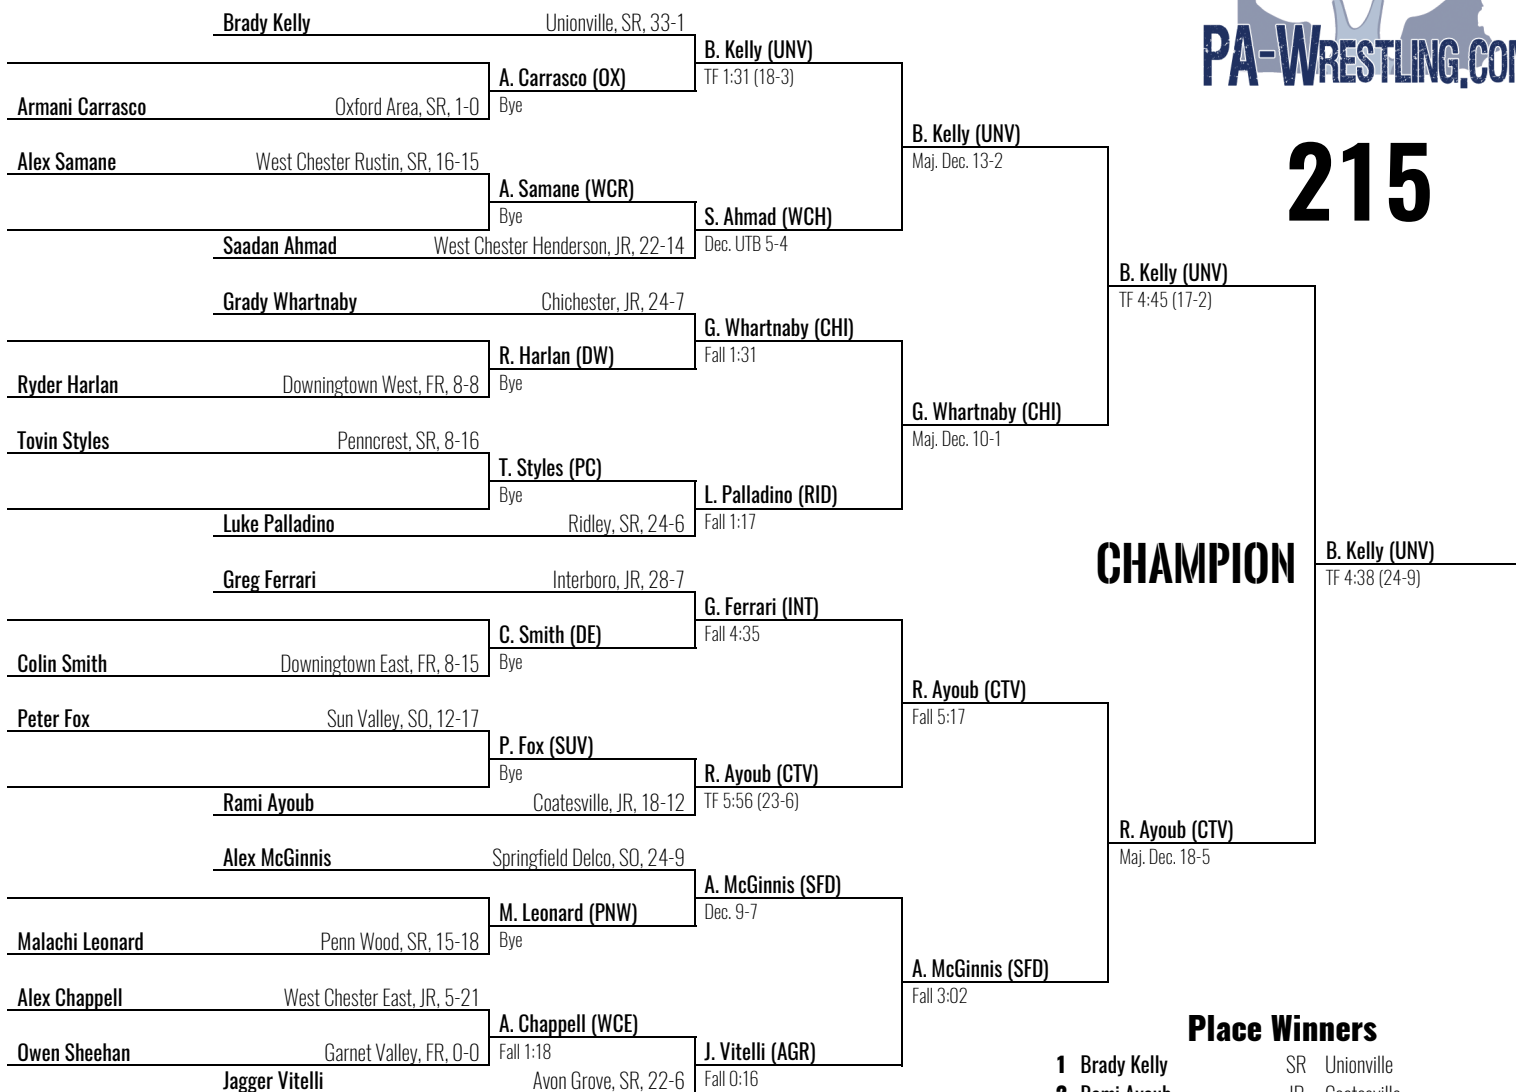 Brady Kelly Unionville, SR, 33-1
B. Kelly (UNV)
TF 1:31 (18-3)
PA-WRESTLING.CO
A. Carrasco (OX)
Bye
Armani Carrasco Oxford Area, SR, 1-0
Alex Samane West Chester Rustin, SR, 16-15
A. Samane (WCR)
Bye
B. Kelly (UNV)
Maj. Dec. 13-2
215
S. Ahmad (WCH)
Dec. UTB 5-4
Saadan Ahmad West Chester Henderson, JR, 22-14
B. Kelly (UNV)
TF 4:45 (17-2)
Grady Whartnaby Chichester, JR, 24-7
G. Whartnaby (CHI)
Fall 1:31
R. Harlan (DW)
Bye
Ryder Harlan Downingtown West, FR, 8-8
G. Whartnaby (CHI)
Maj. Dec. 10-1
Tovin Styles Penncrest, SR, 8-16
T. Styles (PC)
Bye
L. Palladino (RID)
Fall 1:17
Luke Palladino Ridley, SR, 24-6
CHAMPION
B. Kelly (UNV)
TF 4:38 (24-9)
Greg Ferrari Interboro, JR, 28-7
G. Ferrari (INT)
Fall 4:35
C. Smith (DE)
Bye
Colin Smith Downingtown East, FR, 8-15
R. Ayoub (CTV)
Fall 5:17
Peter Fox Sun Valley, SO, 12-17
P. Fox (SUV)
Bye
R. Ayoub (CTV)
TF 5:56 (23-6)
Rami Ayoub Coatesville, JR, 18-12
R. Ayoub (CTV)
Maj. Dec. 18-5
Alex McGinnis Springfield Delco, SO, 24-9
A. McGinnis (SFD)
Dec. 9-7
M. Leonard (PNW)
Bye
Malachi Leonard Penn Wood, SR, 15-18
A. McGinnis (SFD)
Fall 3:02
Alex Chappell West Chester East, JR, 5-21
A. Chappell (WCE)
Fall 1:18
Owen Sheehan Garnet Valley, FR, 0-0
J. Vitelli (AGR)
Fall 0:16
Jagger Vitelli Avon Grove, SR, 22-6
Place Winners
1 Brady Kelly SR Unionville
2 Rami Ayoub JR Coatesville